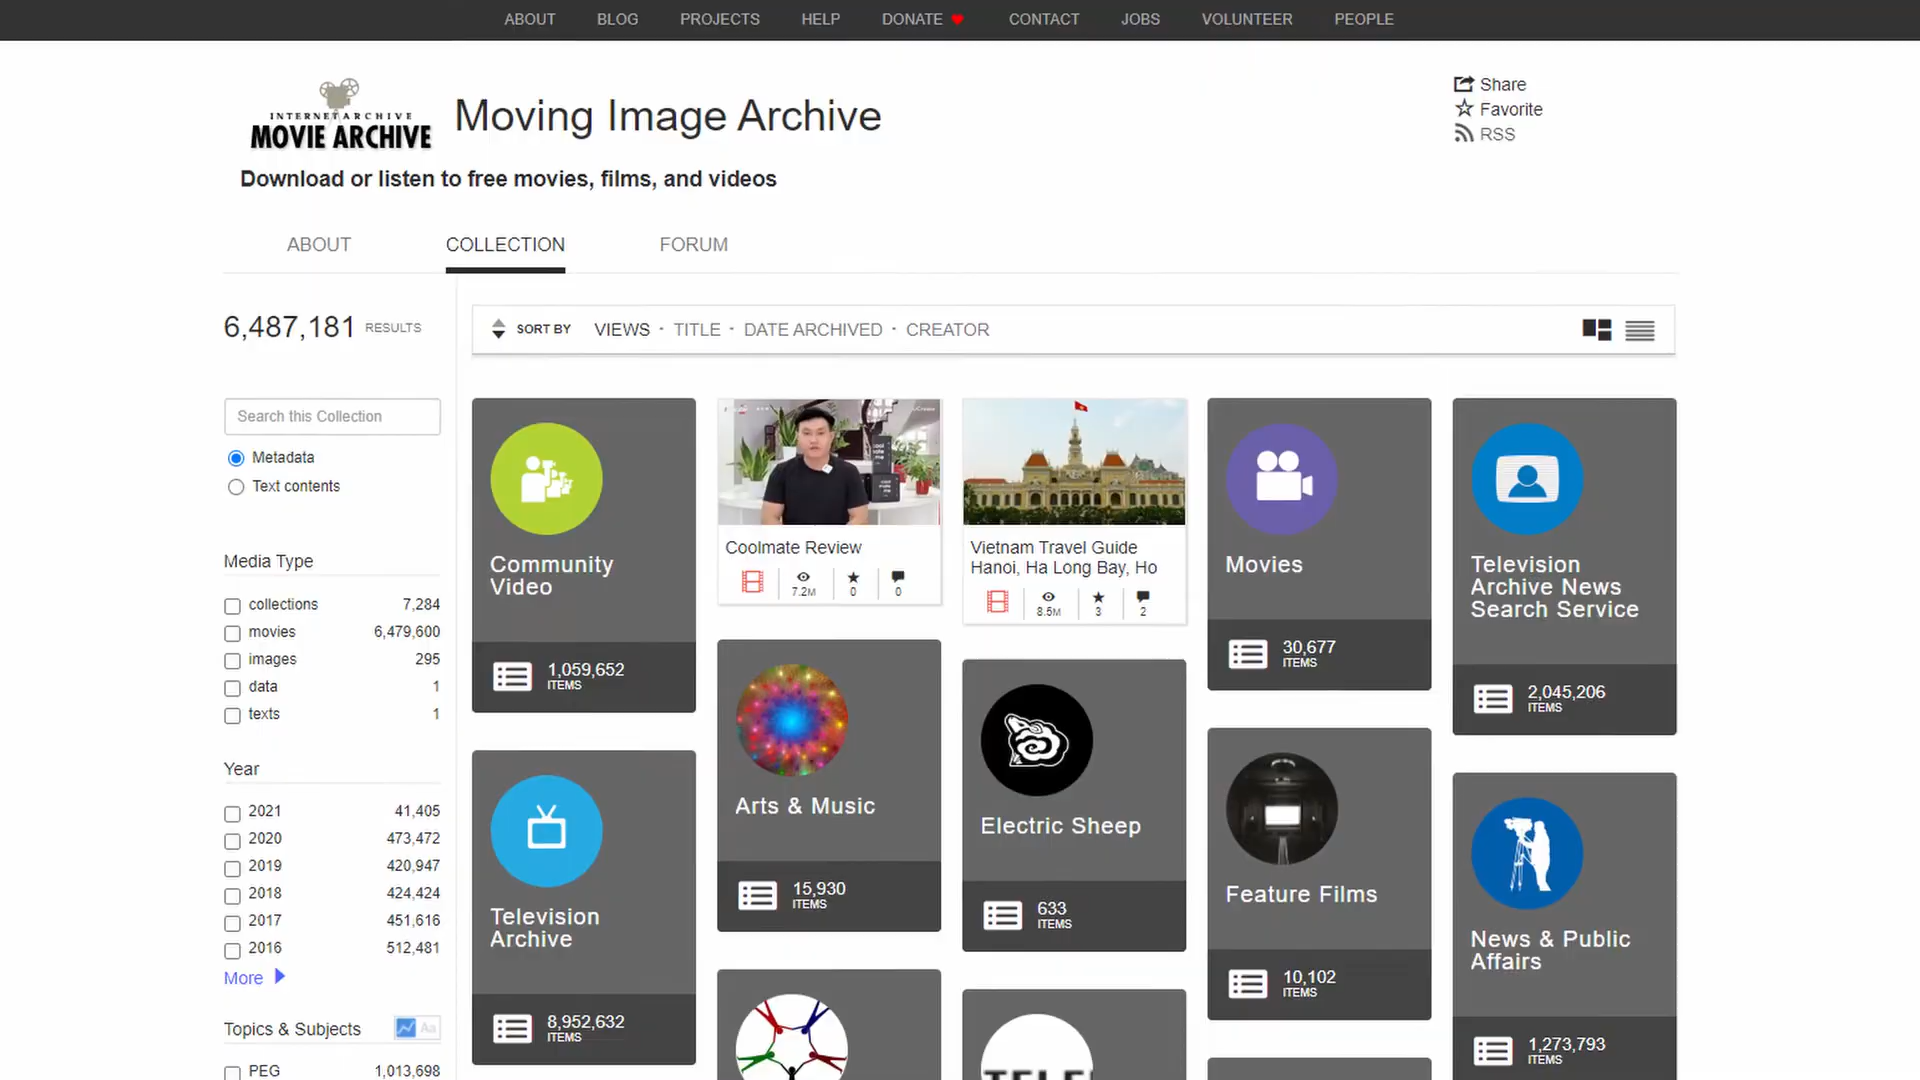 ABOUT BLOG PROJECTS HELP DONATE CONTACT JOBS VOLUNTEER PEOPLE
INTERNET ARCHIVE
MOVIE ARCHIVE
Moving Image Archive
Share
Favorite
RSS
Download or listen to free movies, films, and videos
ABOUT COLLECTION FORUM
6,487,181 RESULTS
SORT BY VIEWS · TITLE · DATE ARCHIVED · CREATOR
Search this Collection
Metadata
Text contents
Media Type
collections 7,284
movies 6,479,600
images 295
data 1
texts 1
Year
2021 41,405
2020 473,472
2019 420,947
2018 424,424
2017 451,616
2016 512,481
More
Topics & Subjects
Aa
PEG 1,013,698
Community
Video
1,059,652
ITEMS
Television
Archive
8,952,632
ITEMS
Coolmate Review
7.2M 0 0
Arts & Music
15,930
ITEMS
Vietnam Travel Guide
Hanoi, Ha Long Bay, Ho
8.5M 3 2
Electric Sheep
633
ITEMS
Movies
30,677
ITEMS
Feature Films
10,102
ITEMS
Television
Archive News
Search Service
2,045,206
ITEMS
News & Public
Affairs
1,273,793
ITEMS